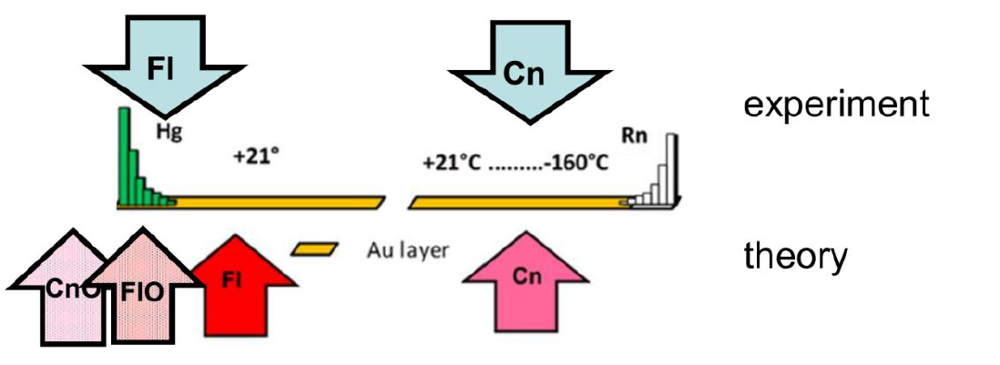 Fl
Cn
experiment
Hg
+21°
+21°C .........-160°C
Rn
Au layer
theory
CnO
FlO
Fl
Cn